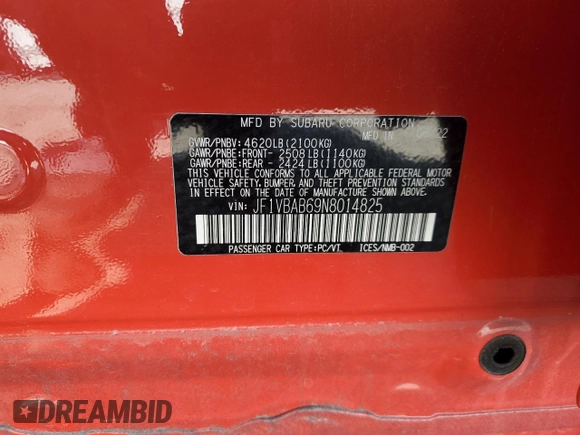 MFD BY SUBARU CORPORATION
MFD IN
GVWR/PNBV: 4620LB(2100KG)
GAWR/PNBE:FRONT- 2508LB(1140KG)
GAWR/PNBE:REAR - 2424LB(1100KG)
THIS VEHICLE CONFORMS TO ALL APPLICABLE FEDERAL MOTOR
VEHICLE SAFETY,BUMPER,AND THEFT PREVENTION STANDARDS
IN EFFECT ON THE DATE OF MANUFACTURE SHOWN ABOVE.
VIN: JF1VBAB69N8014825
PASSENGER CAR TYPE:PC/VT ICES/NMB-002
DREAMBID